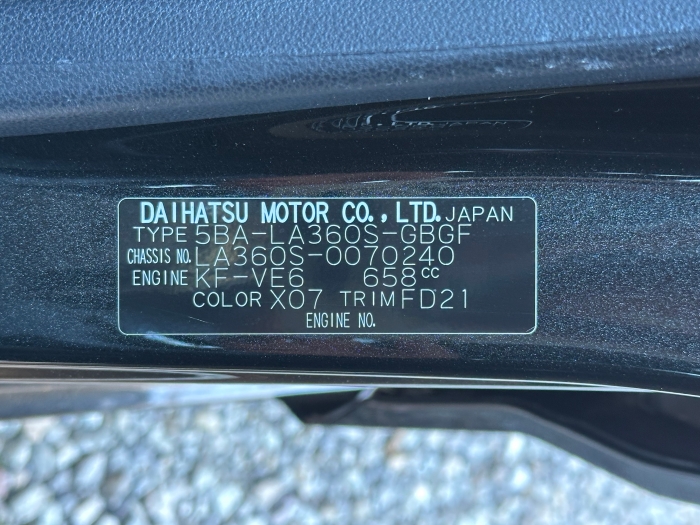 DAIHATSU MOTOR CO.,LTD. JAPAN
TYPE 5BA-LA360S-GBGF
CHASSIS NO. LA360S-0070240
ENGINE KF-VE6 658cc
COLOR X07 TRIM FD21
ENGINE NO.